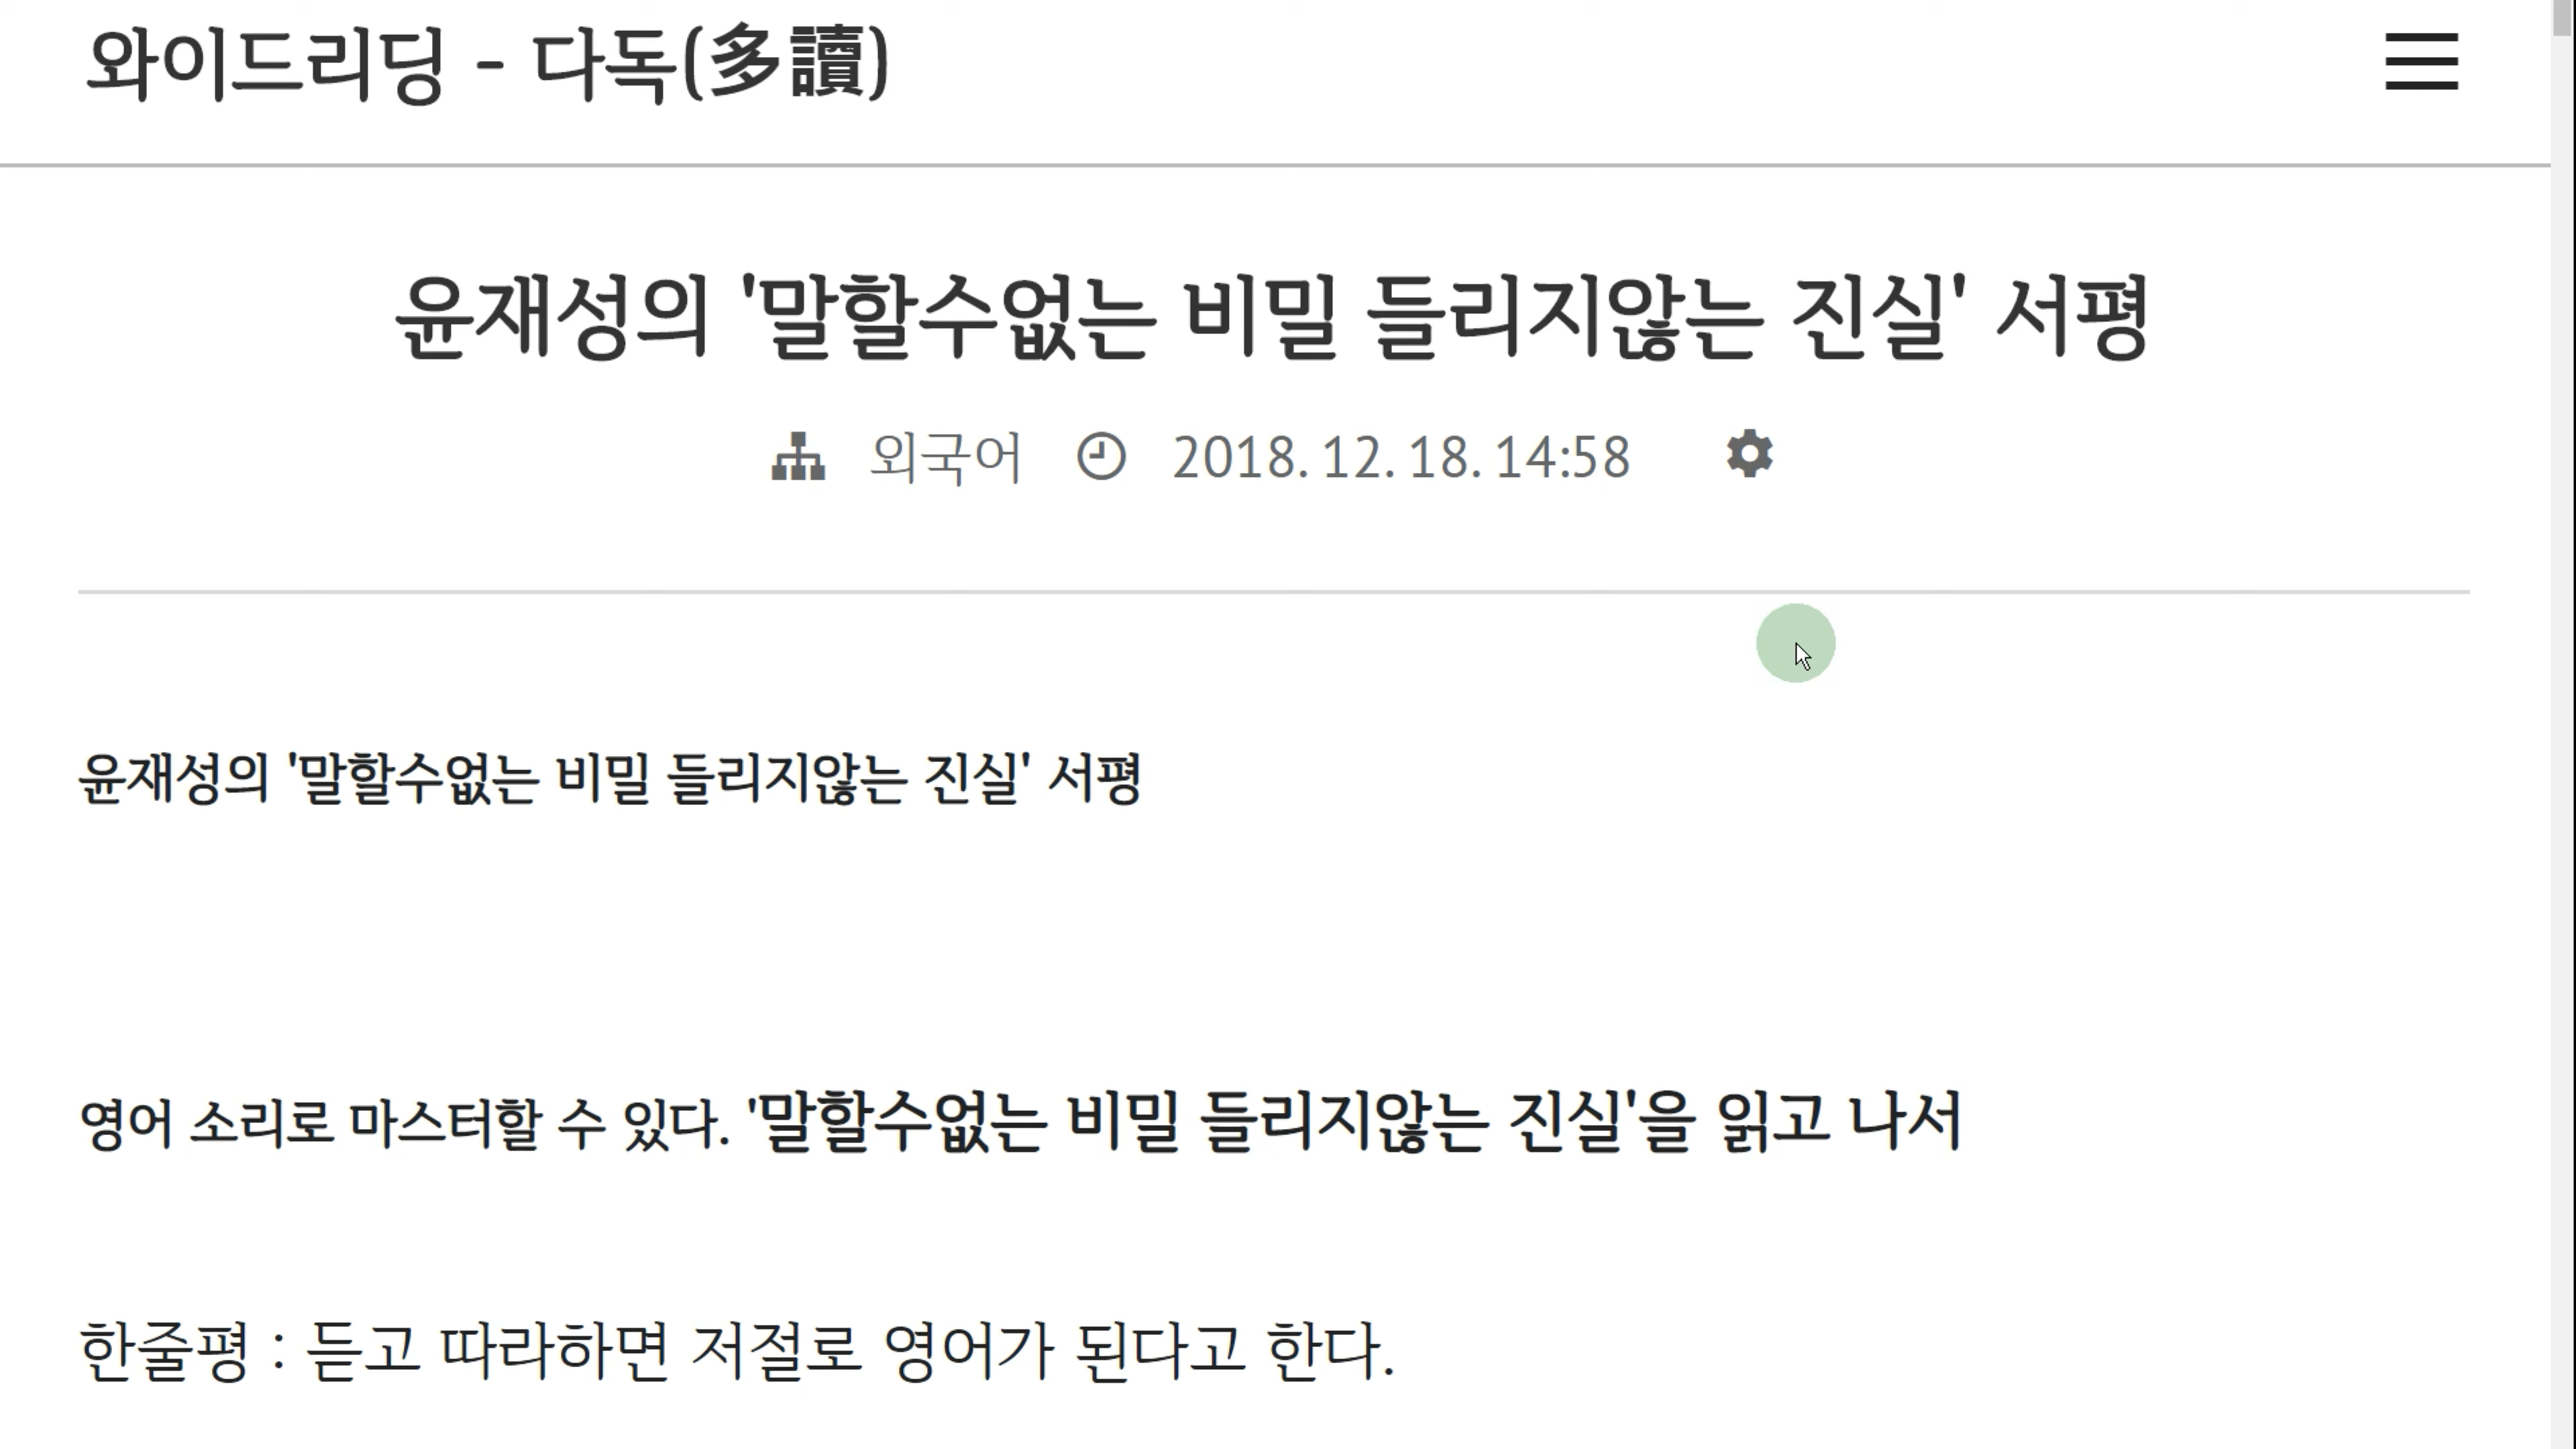 와이드리딩 - 다독(多讀)
윤재성의 '말할수없는 비밀 들리지않는 진실' 서평
외국어 2018. 12. 18. 14:58
윤재성의 '말할수없는 비밀 들리지않는 진실' 서평
영어 소리로 마스터할 수 있다. '말할수없는 비밀 들리지않는 진실'을 읽고 나서
한줄평 : 듣고 따라하면 저절로 영어가 된다고 한다.